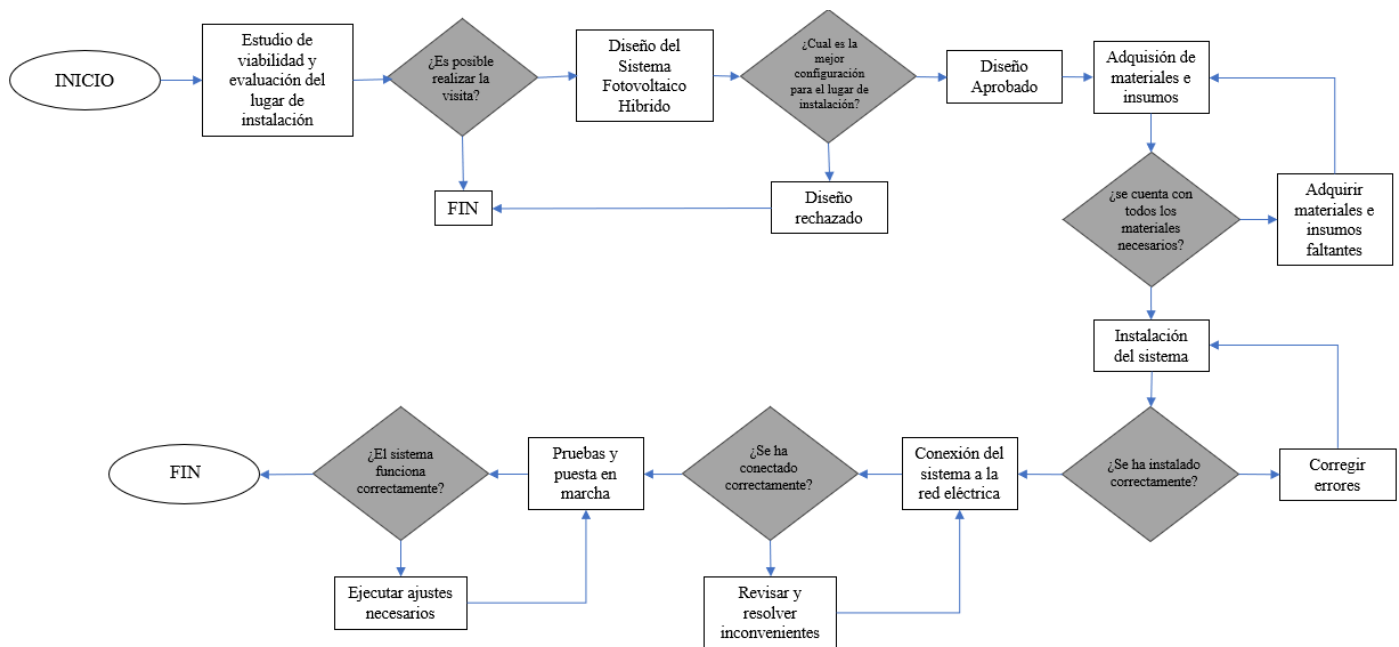 INICIO
Estudio de
viabilidad y
evaluación del
lugar de
instalación
¿Es posible
realizar la
visita?
FIN
Diseño del
Sistema
Fotovoltaico
Hibrido
¿Cual es la
mejor
configuración
para el lugar de
instalación?
Diseño
rechazado
Diseño
Aprobado
Adquisión de
materiales e
insumos
¿se cuenta con
todos los
materiales
necesarios?
Adquirir
materiales e
insumos
faltantes
Instalación
del sistema
¿Se ha instalado
correctamente?
Corregir
errores
Conexión del
sistema a la
red eléctrica
¿Se ha
conectado
correctamente?
Revisar y
resolver
inconvenientes
Pruebas y
puesta en
marcha
¿El sistema
funciona
correctamente?
Ejecutar ajustes
necesarios
FIN